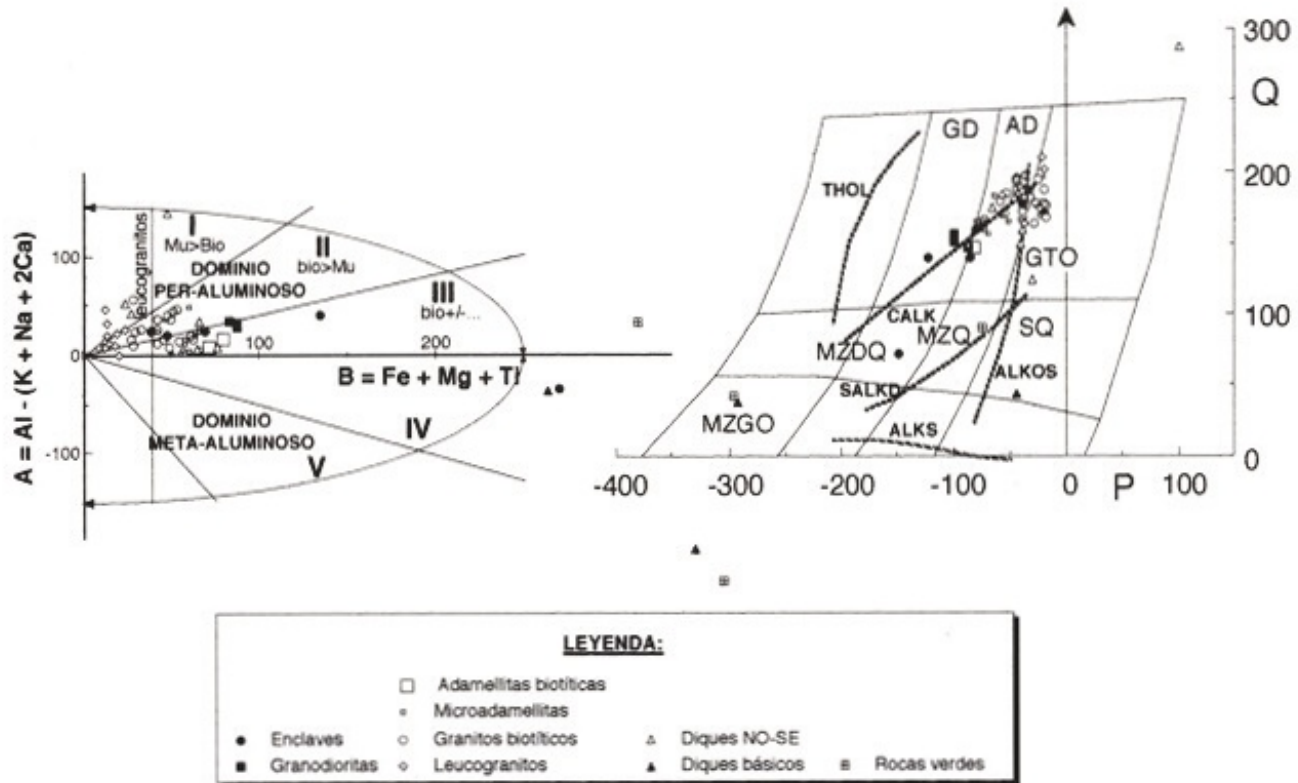 A = Al - (K + Na + 2Ca)
100
0
-100
Leucogranitos
I
Mu>Bio
II
bio>Mu
III
bio+/-...
DOMINIO
PER-ALUMINOSO
100
200
B = Fe + Mg + Ti
DOMINIO
META-ALUMINOSO
IV
V
300
Q
200
100
0
GD
AD
THOL
GTO
CALK
MZDQ
MZQ
SQ
SALKD
ALKOS
MZGO
ALKS
-400
-300
-200
-100
0
P
100
LEYENDA:
Adamellitas biotíticas
Microadamellitas
Enclaves
Granitos biotíticos
Diques NO-SE
Granodioritas
Leucogranitos
Diques básicos
Rocas verdes